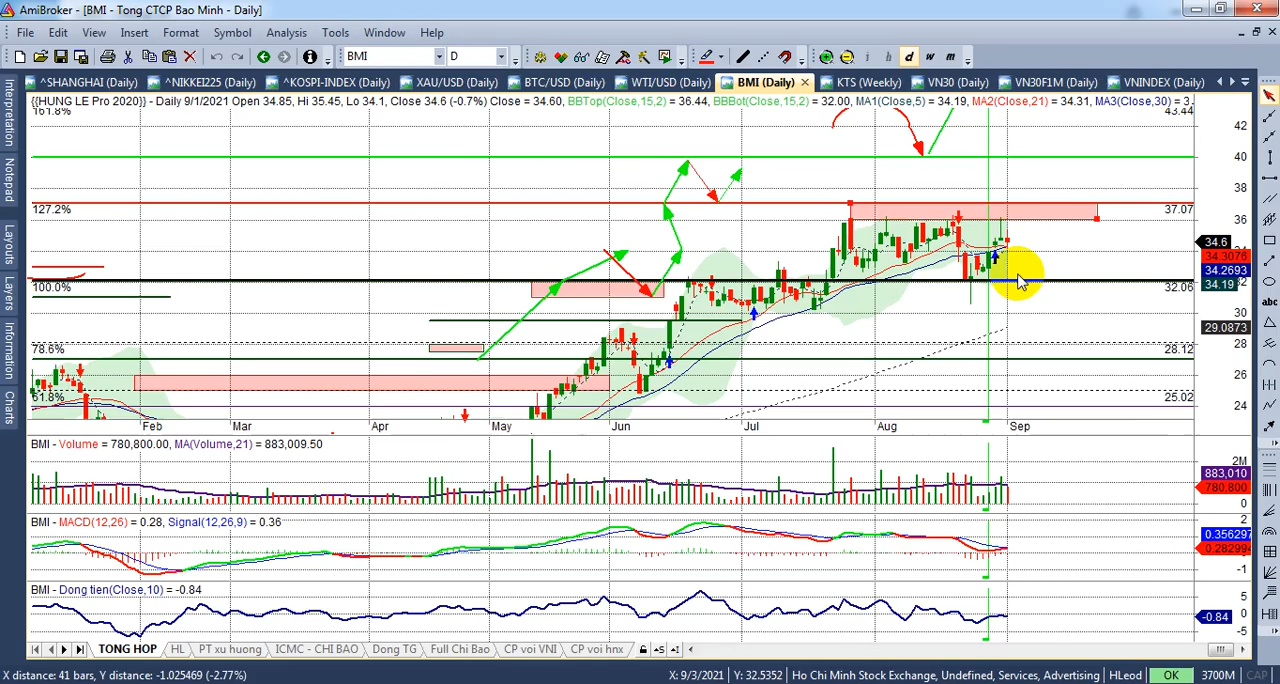 AmiBroker - [BMI - Tong CTCP Bao Minh - Daily]
File Edit View Insert Format Symbol Analysis Tools Window Help
BMI D i h d w m
^SHANGHAI (Daily) ^NIKKEI225 (Daily) ^KOSPI-INDEX (Daily) XAU/USD (Daily) BTC/USD (Daily) WTI/USD (Daily) BMI (Daily) KTS (Weekly) VN30 (Daily) VN30F1M (Daily) VNINDEX (Daily)
{{HUNG LE Pro 2020}} - Daily 9/1/2021 Open 34.85, Hi 35.45, Lo 34.1, Close 34.6 (-0.7%) Close = 34.60, BBTop(Close,15,2) = 36.44, BBBot(Close,15,2) = 32.00, MA1(Close,5) = 34.19, MA2(Close,21) = 34.31, MA3(Close,30) = 3
161.8% 43.44
42
40
38
127.2% 37.07
36
34.6
34
34.3076
34.2693
34.19
100.0% 32.06
32
30
29.0873
78.6% 28.12
28
26
61.8% 25.02
24
Feb Mar Apr May Jun Jul Aug Sep
BMI - Volume = 780,800.00, MA(Volume,21) = 883,009.50
2M
883,010
780,800
0
BMI - MACD(12,26) = 0.28, Signal(12,26,9) = 0.36
2
0.356297
0.28299
-1
BMI - Dong tien(Close,10) = -0.84
5
0
-0.84
-5
TONG HOP HL PT xu huong ICMC - CHI BAO Dong TG Full Chi Bao CP voi VNI CP voi hnx
X distance: 41 bars, Y distance: -1.025469 (-2.77%) X: 9/3/2021 Y: 32.5352 Ho Chi Minh Stock Exchange, Undefined, Services, Advertising HLeod OK 3700M CAP
Interpretation
Notepad
Layouts
Layers
Information
Charts
abc